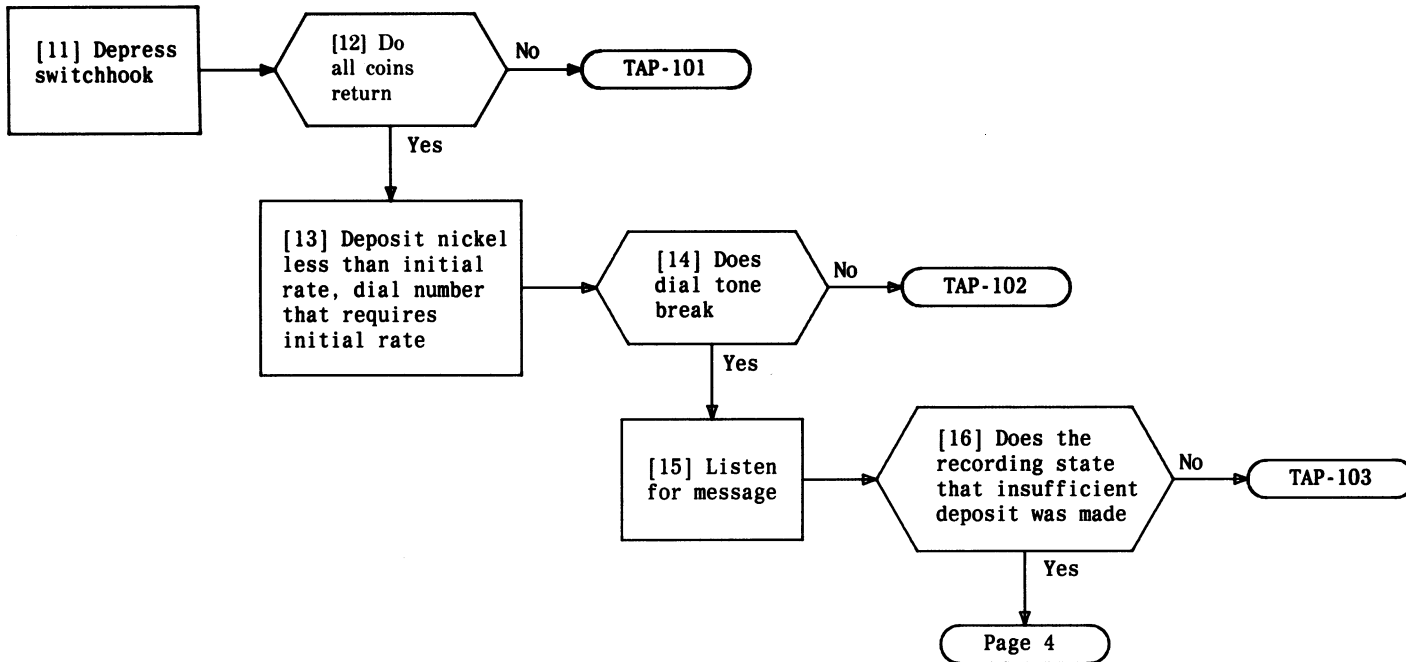 [11] Depress
switchhook
[12] Do
all coins
return
No
TAP-101
Yes
[13] Deposit nickel
less than initial
rate, dial number
that requires
initial rate
[14] Does
dial tone
break
No
TAP-102
Yes
[15] Listen
for message
[16] Does the
recording state
that insufficient
deposit was made
No
TAP-103
Yes
Page 4